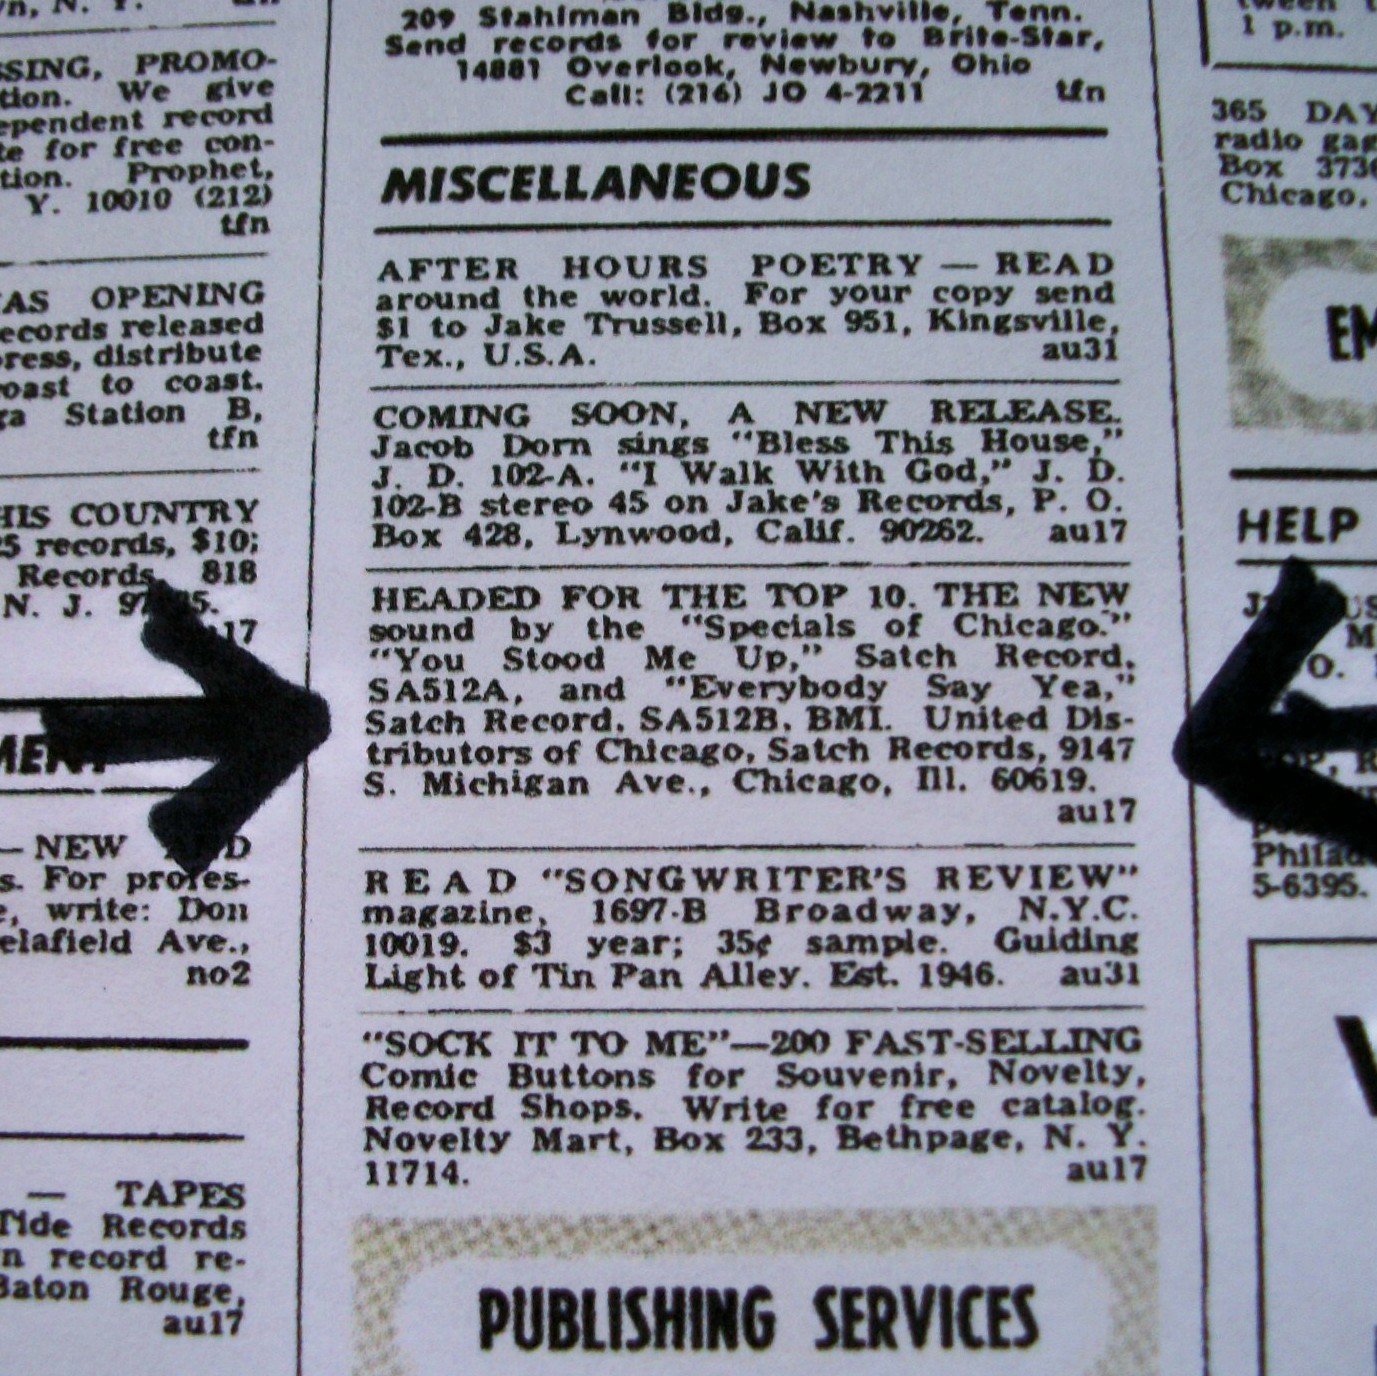 SSING, PROMO-
tion. We give
ependent record
te for free con-
tion. Prophet,
Y. 10010 (212)
tfn
AS OPENING
ecords released
ress, distribute
oast to coast.
ga Station B,
tfn
HIS COUNTRY
25 records, $10;
Records, 818
N. J.
17
— NEW
s. For profes-
e, write: Don
elafield Ave.,
no2
— TAPES
Tide Records
n record re-
Baton Rouge,
au17
209 Stahlman Bldg., Nashville, Tenn.
Send records for review to Brite-Star,
14881 Overlook, Newbury, Ohio
Call: (216) JO 4-2211 tfn
MISCELLANEOUS
AFTER HOURS POETRY — READ
around the world. For your copy send
$1 to Jake Trussell, Box 951, Kingsville,
Tex., U.S.A. au31
COMING SOON, A NEW RELEASE.
Jacob Dorn sings "Bless This House,"
J. D. 102-A. "I Walk With God," J. D.
102-B stereo 45 on Jake's Records, P. O.
Box 428, Lynwood, Calif. 90262. au17
HEADED FOR THE TOP 10. THE NEW
sound by the "Specials of Chicago."
"You Stood Me Up," Satch Record,
SA512A, and "Everybody Say Yea,"
Satch Record, SA512B, BMI. United Dis-
tributors of Chicago, Satch Records, 9147
S. Michigan Ave., Chicago, Ill. 60619.
au17
READ "SONGWRITER'S REVIEW"
magazine, 1697-B Broadway, N.Y.C.
10019. $3 year; 35¢ sample. Guiding
Light of Tin Pan Alley. Est. 1946. au31
"SOCK IT TO ME"—200 FAST-SELLING
Comic Buttons for Souvenir, Novelty,
Record Shops. Write for free catalog.
Novelty Mart, Box 233, Bethpage, N. Y.
11714. au17
PUBLISHING SERVICES
tween
1 p.m.
365 DAY
radio gag
Box 373
Chicago,
EM
HELP
M
O.
Philad
5-6395.